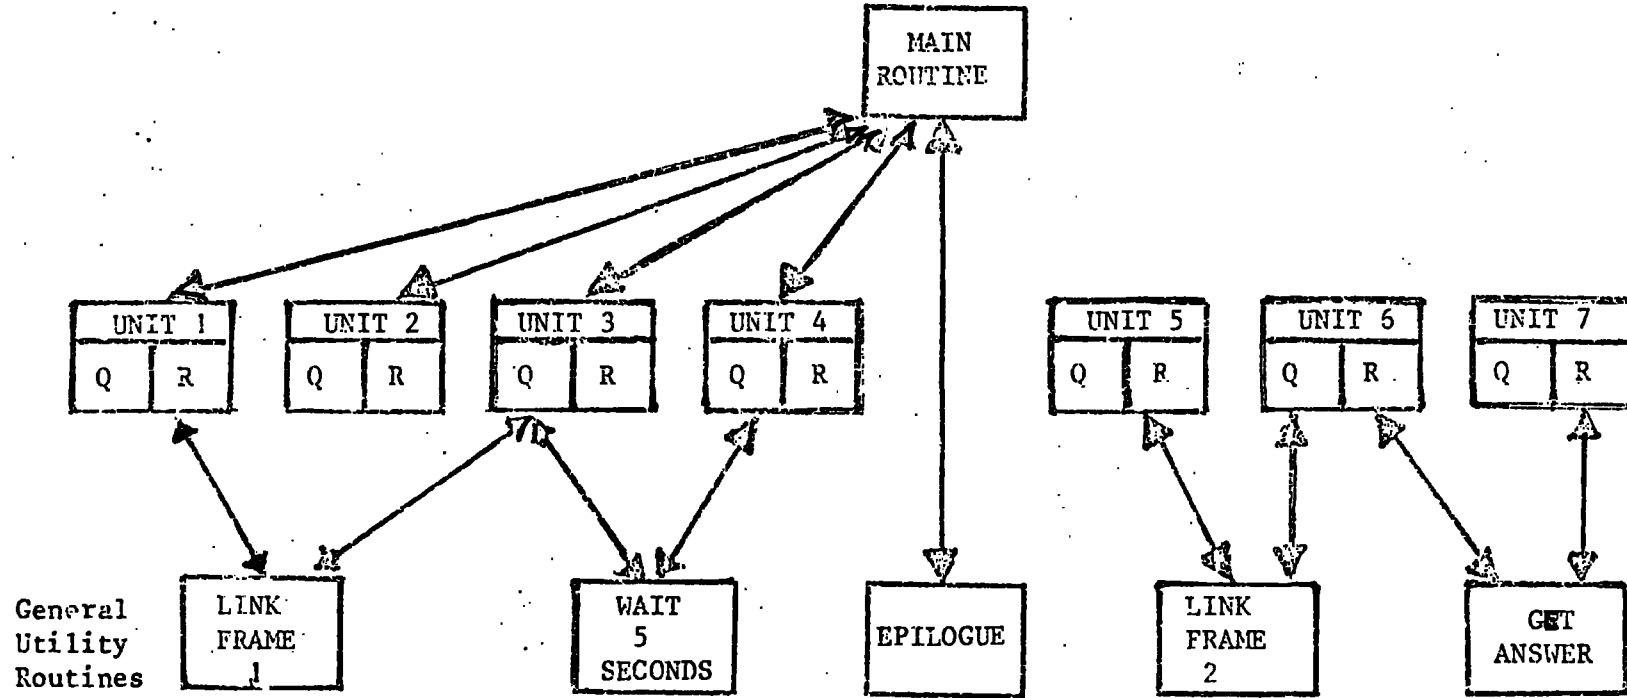 MAIN
ROUTINE
UNIT 1
Q R
UNIT 2
Q R
UNIT 3
Q R
UNIT 4
Q R
UNIT 5
Q R
UNIT 6
Q R
UNIT 7
Q R
General
Utility
Routines
LINK
FRAME
1
WAIT
5
SECONDS
EPILOGUE
LINK
FRAME
2
GET
ANSWER